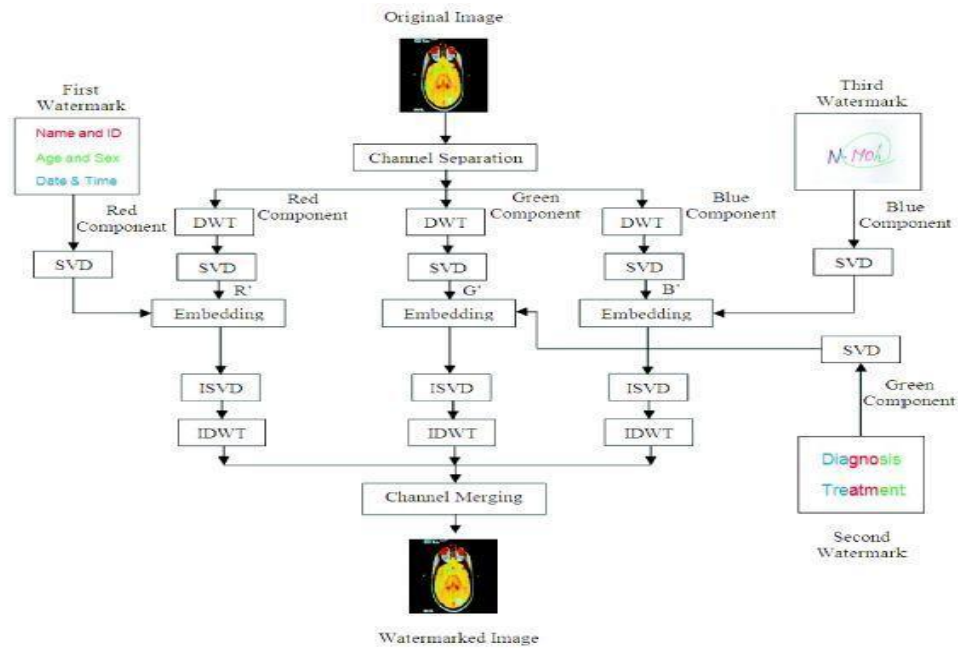 Original Image
First
Watermark
Name and ID
Age and Sex
Date & Time
Third
Watermark
N-Moh
Channel Separation
Red
Component
Red
Component
Green
Component
Blue
Component
Blue
Component
DWT
DWT
DWT
SVD
SVD
SVD
SVD
SVD
R'
G'
B'
Embedding
Embedding
Embedding
SVD
Green
Component
ISVD
ISVD
ISVD
IDWT
IDWT
IDWT
Diagnosis
Treatment
Second
Watermark
Channel Merging
Watermarked Image